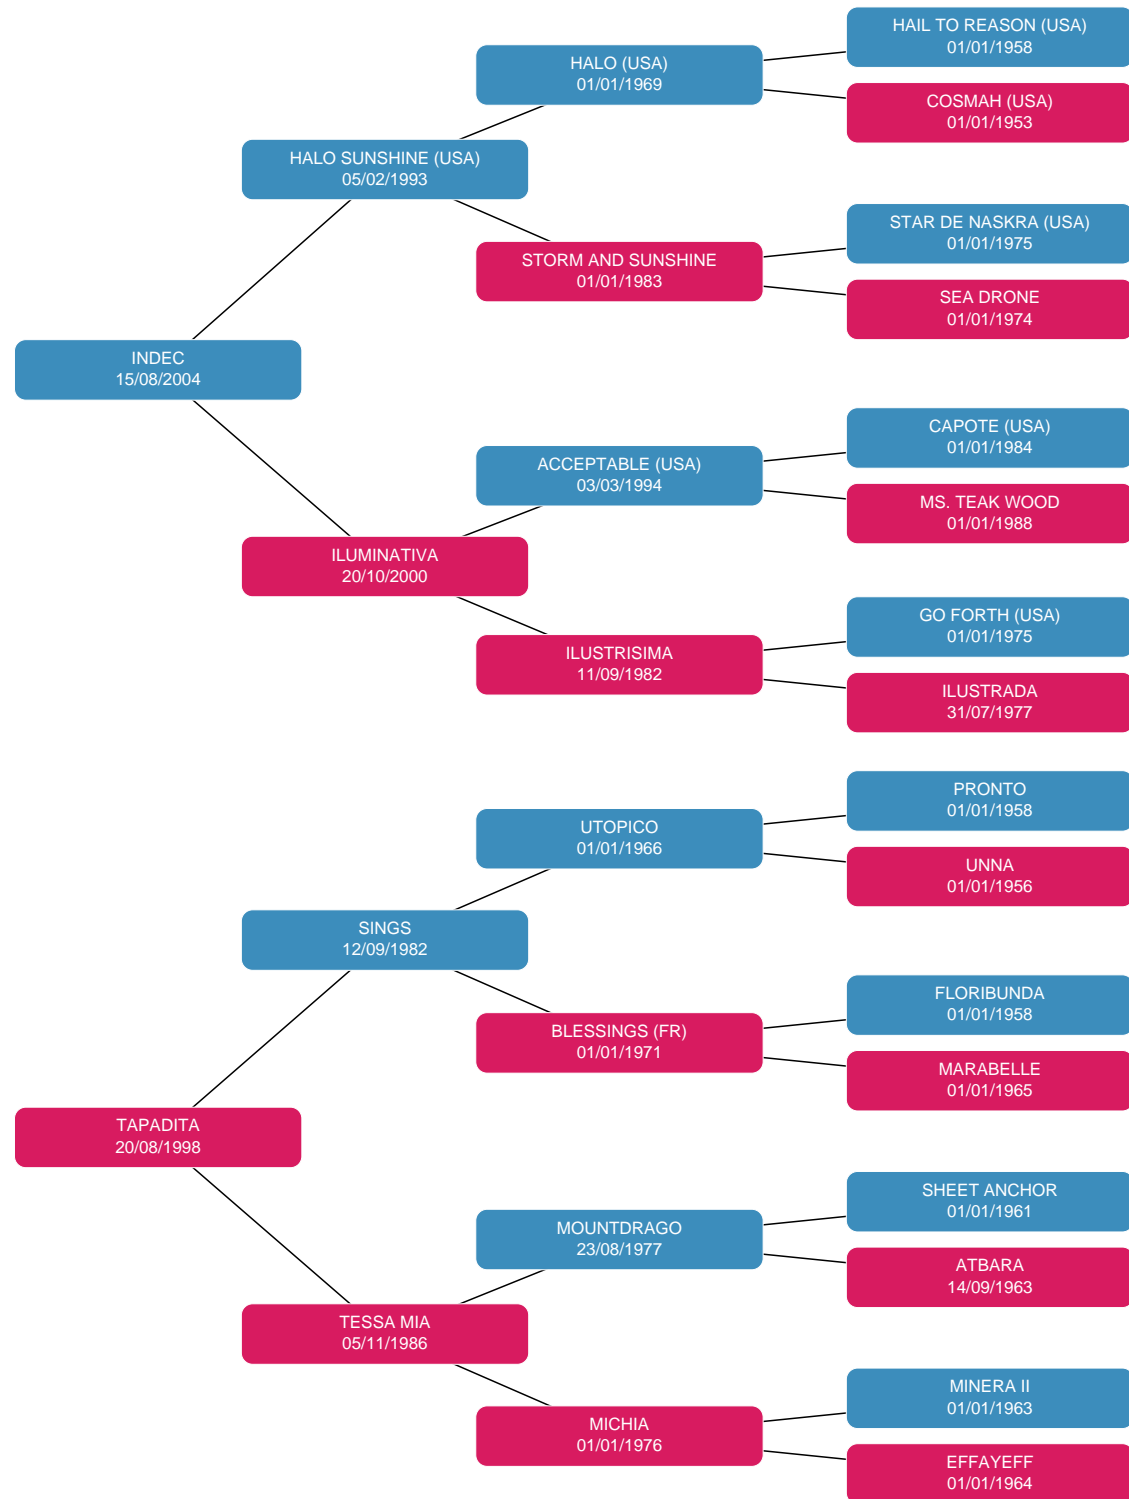 HAIL TO REASON (USA)
01/01/1958
HALO (USA)
01/01/1969
COSMAH (USA)
01/01/1953
HALO SUNSHINE (USA)
05/02/1993
STAR DE NASKRA (USA)
01/01/1975
STORM AND SUNSHINE
01/01/1983
SEA DRONE
01/01/1974
INDEC
15/08/2004
CAPOTE (USA)
01/01/1984
ACCEPTABLE (USA)
03/03/1994
MS. TEAK WOOD
01/01/1988
ILUMINATIVA
20/10/2000
GO FORTH (USA)
01/01/1975
ILUSTRISIMA
11/09/1982
ILUSTRADA
31/07/1977
PRONTO
01/01/1958
UTOPICO
01/01/1966
UNNA
01/01/1956
SINGS
12/09/1982
FLORIBUNDA
01/01/1958
BLESSINGS (FR)
01/01/1971
MARABELLE
01/01/1965
TAPADITA
20/08/1998
SHEET ANCHOR
01/01/1961
MOUNTDRAGO
23/08/1977
ATBARA
14/09/1963
TESSA MIA
05/11/1986
MINERA II
01/01/1963
MICHIA
01/01/1976
EFFAYEFF
01/01/1964